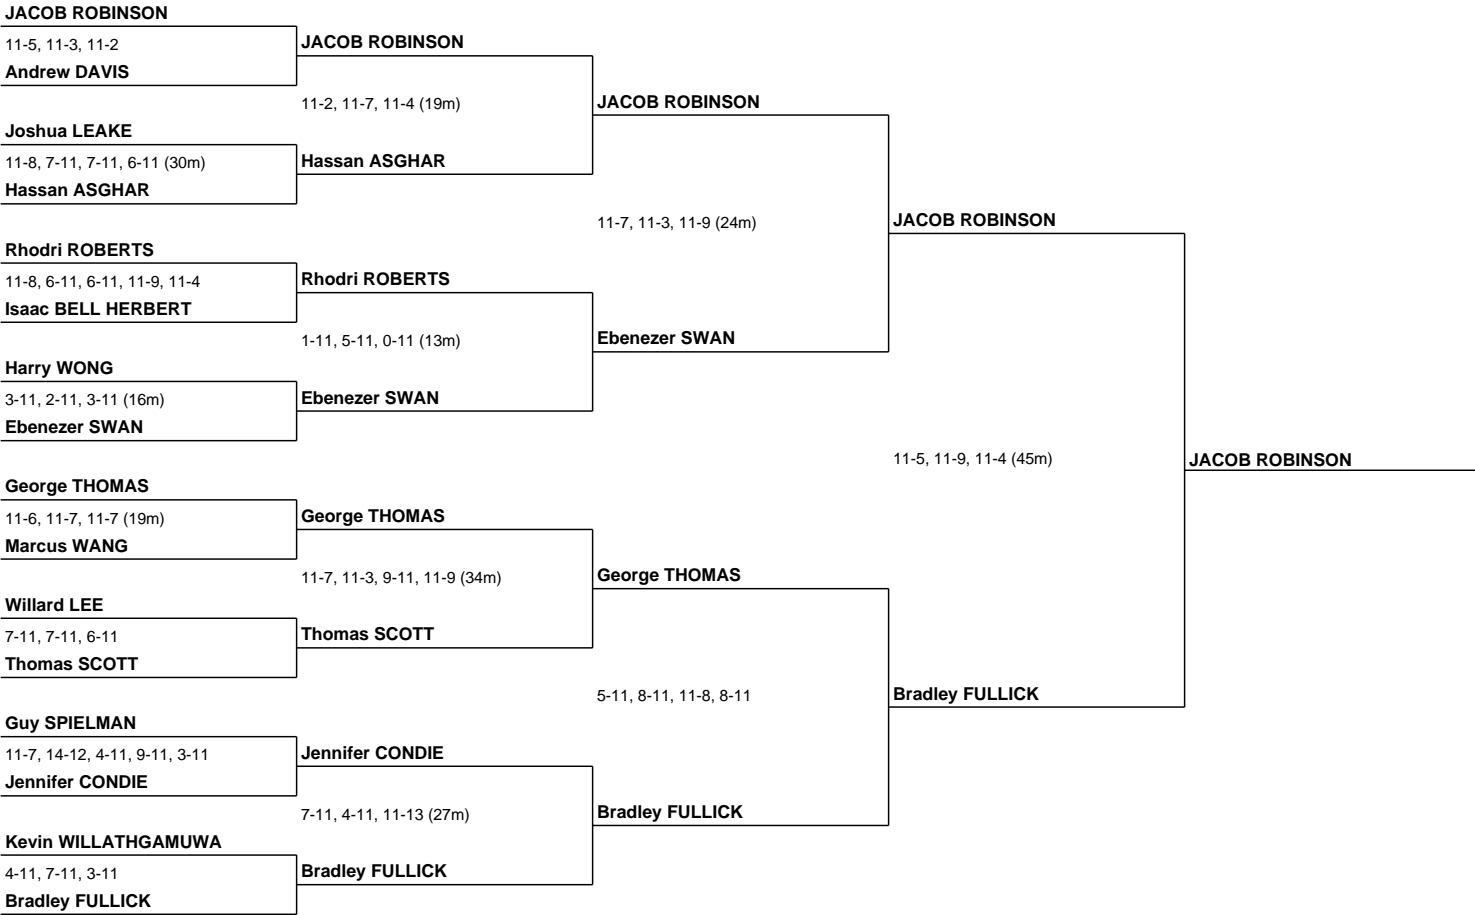 JACOB ROBINSON
11-5, 11-3, 11-2
Andrew DAVIS
Joshua LEAKE
11-8, 7-11, 7-11, 6-11 (30m)
Hassan ASGHAR
Rhodri ROBERTS
11-8, 6-11, 6-11, 11-9, 11-4
Isaac BELL HERBERT
Harry WONG
3-11, 2-11, 3-11 (16m)
Ebenezer SWAN
George THOMAS
11-6, 11-7, 11-7 (19m)
Marcus WANG
Willard LEE
7-11, 7-11, 6-11
Thomas SCOTT
Guy SPIELMAN
11-7, 14-12, 4-11, 9-11, 3-11
Jennifer CONDIE
Kevin WILLATHGAMUWA
4-11, 7-11, 3-11
Bradley FULLICK
JACOB ROBINSON
11-2, 11-7, 11-4 (19m)
Hassan ASGHAR
Rhodri ROBERTS
1-11, 5-11, 0-11 (13m)
Ebenezer SWAN
George THOMAS
11-7, 11-3, 9-11, 11-9 (34m)
Thomas SCOTT
Jennifer CONDIE
7-11, 4-11, 11-13 (27m)
Bradley FULLICK
JACOB ROBINSON
11-7, 11-3, 11-9 (24m)
Ebenezer SWAN
George THOMAS
5-11, 8-11, 11-8, 8-11
Bradley FULLICK
JACOB ROBINSON
11-5, 11-9, 11-4 (45m)
Bradley FULLICK
JACOB ROBINSON